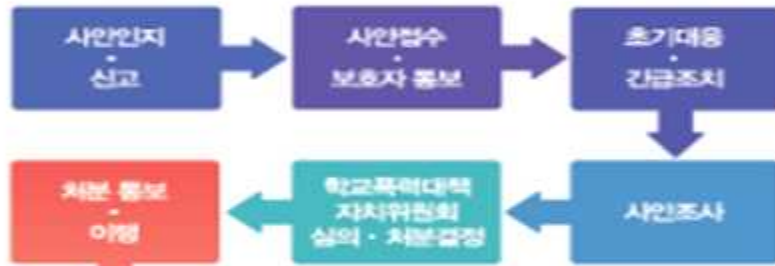 사안인지
·
신고
사안접수
·
보호자 통보
초기대응
·
긴급조치
사안조사
학교폭력대책
자치위원회
심의 · 처분결정
처분 통보
·
이행